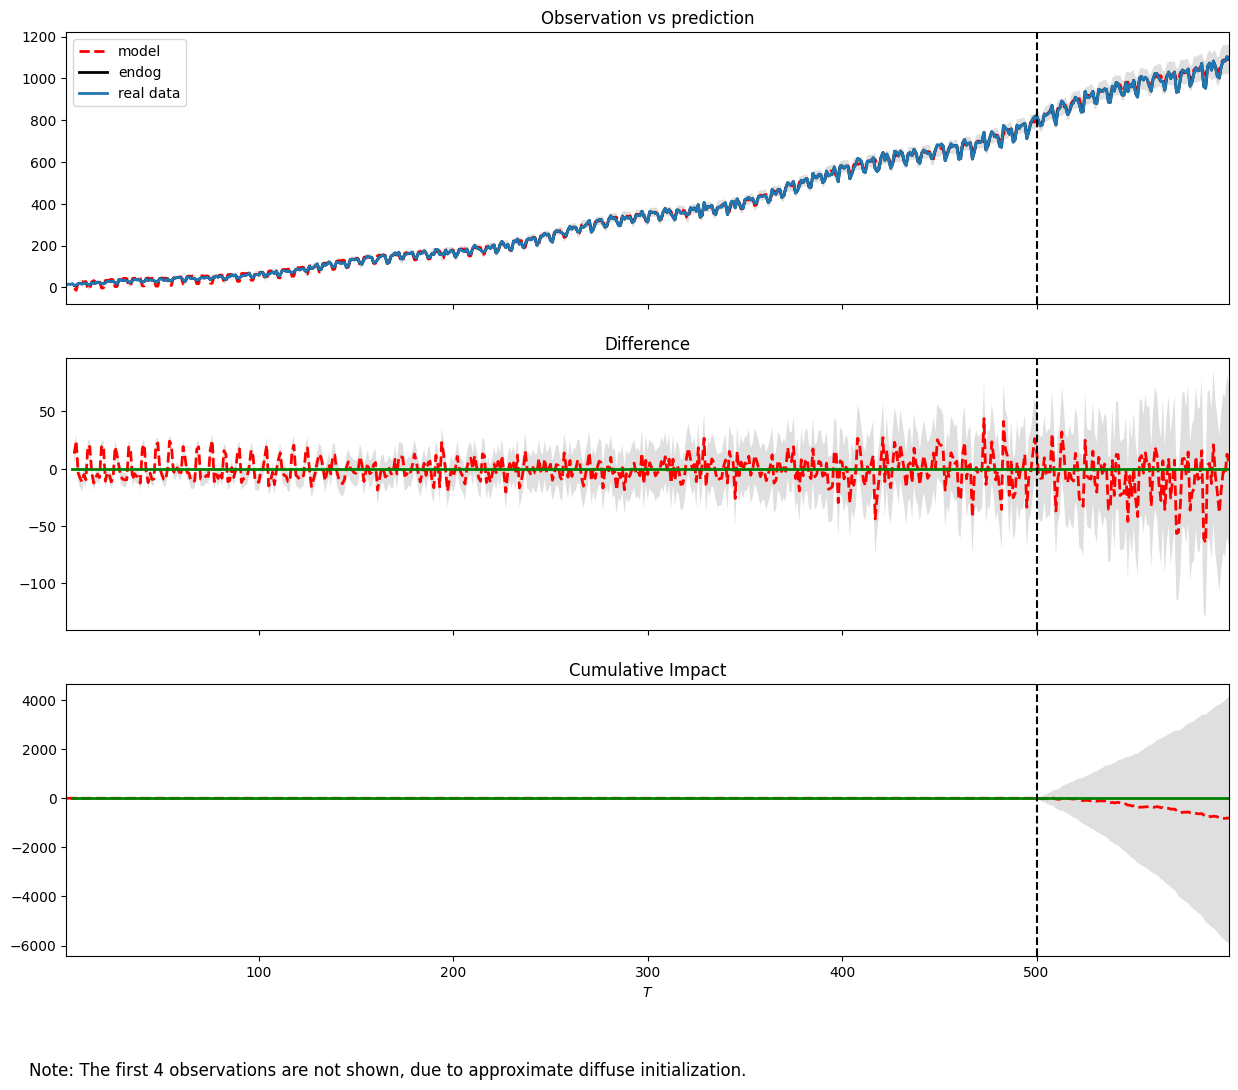 Observation vs prediction
1200
1000
800
600
400
200
0
model
endog
real data
Difference
50
0
−50
−100
Cumulative Impact
4000
2000
0
−2000
−4000
−6000
100 200 300 400 500
T
Note: The first 4 observations are not shown, due to approximate diffuse initialization.